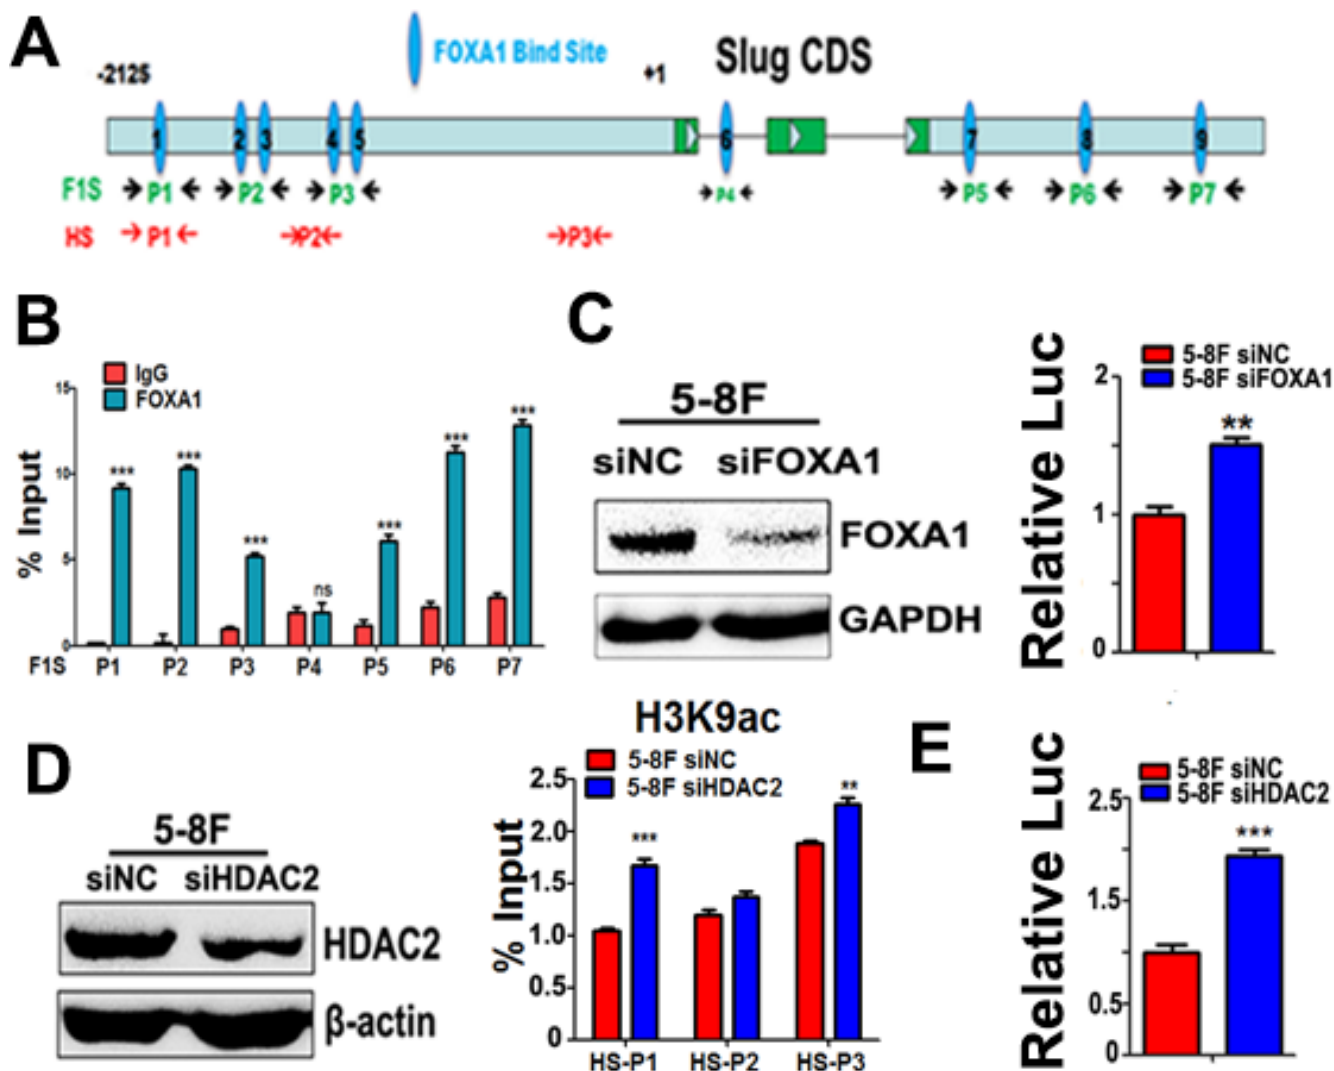 A
FOXA1 Bind Site
Slug CDS
-2125
+1
1 2 3 4 5 6 7 8 9
F1S P1 P2 P3 P4 P5 P6 P7
HS P1 P2 P3
B
IgG
FOXA1
% Input
15
10
5
0
*** *** *** ns *** *** ***
F1S P1 P2 P3 P4 P5 P6 P7
C
5-8F
siNC siFOXA1
FOXA1
GAPDH
Relative Luc
5-8F siNC
5-8F siFOXA1
2
1
0
**
D
5-8F
siNC siHDAC2
HDAC2
β-actin
H3K9ac
5-8F siNC
5-8F siHDAC2
% Input
2.5
2.0
1.5
1.0
0.5
0
*** **
HS-P1 HS-P2 HS-P3
E
Relative Luc
5-8F siNC
5-8F siHDAC2
2.5
1.5
0.5
0
***